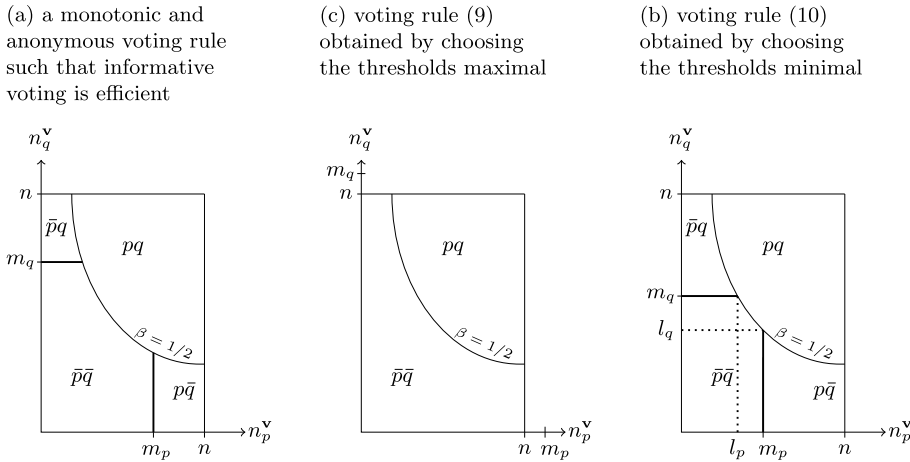 (a) a monotonic and
anonymous voting rule
such that informative
voting is efficient
n_q^v
n
p̄q
pq
m_q
β = 1/2
p̄q̄
pq̄
m_p
n
n_p^v
(c) voting rule (9)
obtained by choosing
the thresholds maximal
n_q^v
m_q
n
pq
β = 1/2
p̄q̄
n
m_p
n_p^v
(b) voting rule (10)
obtained by choosing
the thresholds minimal
n_q^v
n
p̄q
pq
m_q
l_q
β = 1/2
p̄q̄
pq̄
l_p
m_p
n
n_p^v